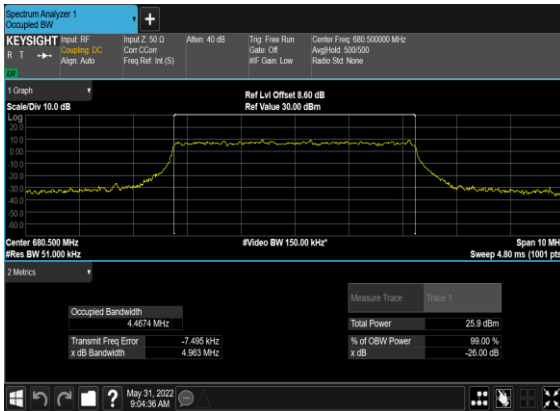 Spectrum Analyzer 1
Occupied BW
KEYSIGHT
R T
LW
Input: RF
Coupling: DC
Align: Auto
Input Z: 50 Ω
Corr CCorr
Freq Ref: Int (S)
Atten: 40 dB
Trig: Free Run
Gate: Off
#IF Gain: Low
Center Freq: 680.500000 MHz
Avg|Hold: 500/500
Radio Std: None
1 Graph
Scale/Div 10.0 dB
Ref Lvl Offset 8.60 dB
Ref Value 30.00 dBm
Log
20.0
10.0
0.00
-10.0
-20.0
-30.0
-40.0
-50.0
-60.0
Center 680.500 MHz
#Res BW 51.000 kHz
#Video BW 150.00 kHz*
Span 10 MH
Sweep 4.80 ms (1001 pts
2 Metrics
Measure Trace
Trace 1
Occupied Bandwidth
4.4674 MHz
Total Power
25.9 dBm
Transmit Freq Error
-7.495 kHz
% of OBW Power
99.00 %
x dB Bandwidth
4.963 MHz
x dB
-26.00 dB
?
May 31, 2022
9:04:36 AM